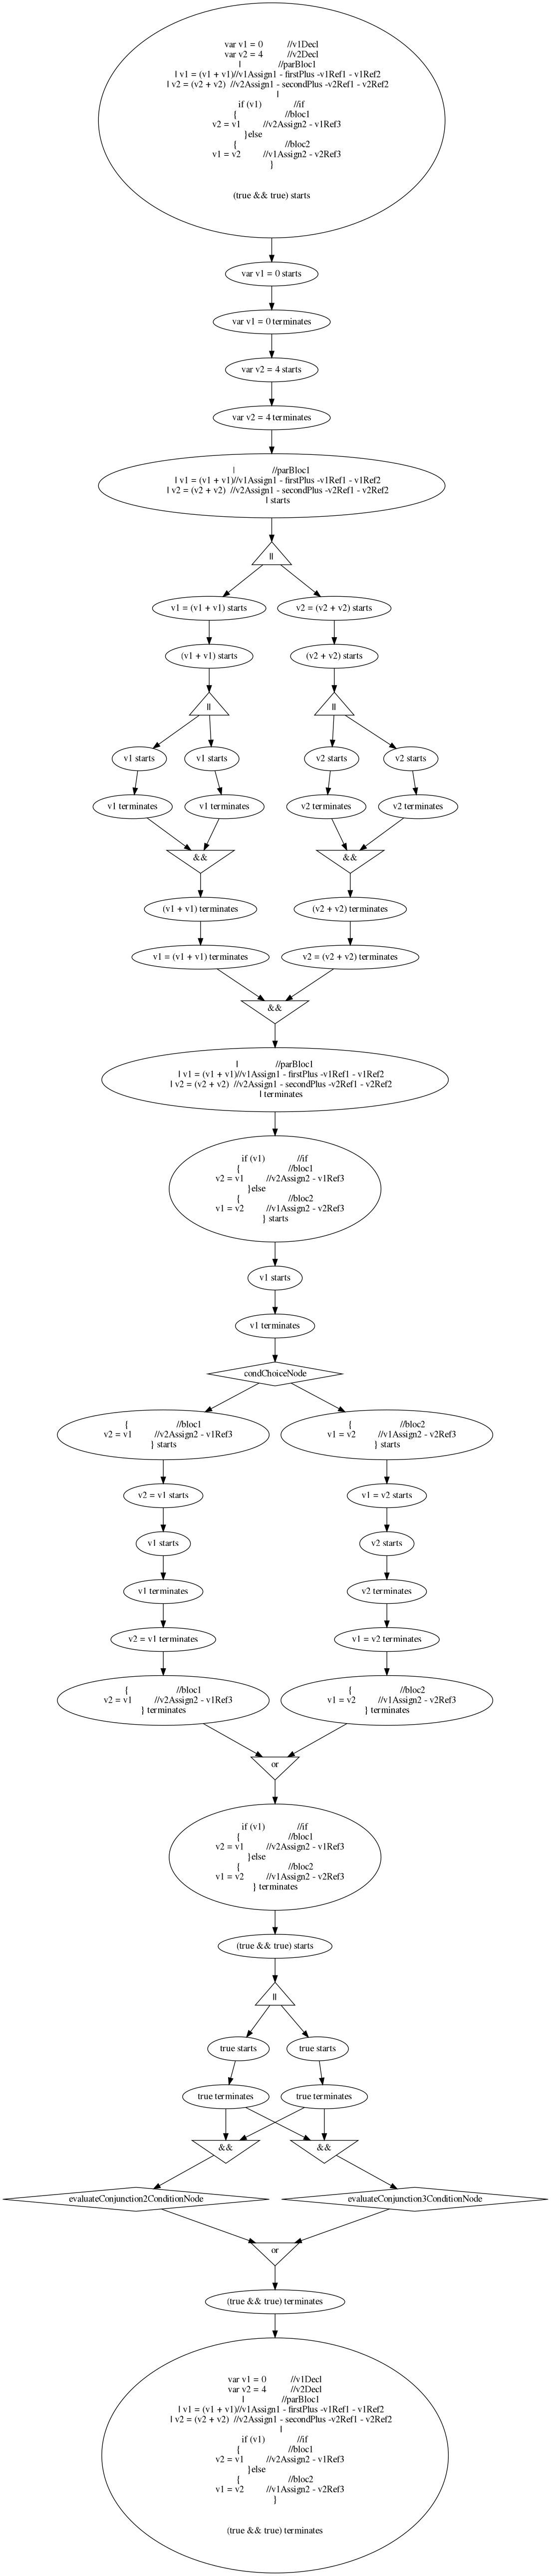 var v1 = 0 //v1Decl
var v2 = 4 //v2Decl
| //parBloc1
| v1 = (v1 + v1)//v1Assign1 - firstPlus -v1Ref1 - v1Ref2
| v2 = (v2 + v2) //v2Assign1 - secondPlus -v2Ref1 - v2Ref2
|
if (v1) //if
{ //bloc1
v2 = v1 //v2Assign2 - v1Ref3
}else
{ //bloc2
v1 = v2 //v1Assign2 - v2Ref3
}
(true && true) starts
var v1 = 0 starts
var v1 = 0 terminates
var v2 = 4 starts
var v2 = 4 terminates
| //parBloc1
| v1 = (v1 + v1)//v1Assign1 - firstPlus -v1Ref1 - v1Ref2
| v2 = (v2 + v2) //v2Assign1 - secondPlus -v2Ref1 - v2Ref2
| starts
||
v1 = (v1 + v1) starts
v2 = (v2 + v2) starts
(v1 + v1) starts
(v2 + v2) starts
||
||
v1 starts
v1 starts
v2 starts
v2 starts
v1 terminates
v1 terminates
v2 terminates
v2 terminates
&&
&&
(v1 + v1) terminates
(v2 + v2) terminates
v1 = (v1 + v1) terminates
v2 = (v2 + v2) terminates
&&
| //parBloc1
| v1 = (v1 + v1)//v1Assign1 - firstPlus -v1Ref1 - v1Ref2
| v2 = (v2 + v2) //v2Assign1 - secondPlus -v2Ref1 - v2Ref2
| terminates
if (v1) //if
{ //bloc1
v2 = v1 //v2Assign2 - v1Ref3
}else
{ //bloc2
v1 = v2 //v1Assign2 - v2Ref3
} starts
v1 starts
v1 terminates
condChoiceNode
{ //bloc1
v2 = v1 //v2Assign2 - v1Ref3
} starts
{ //bloc2
v1 = v2 //v1Assign2 - v2Ref3
} starts
v2 = v1 starts
v1 = v2 starts
v1 starts
v2 starts
v1 terminates
v2 terminates
v2 = v1 terminates
v1 = v2 terminates
{ //bloc1
v2 = v1 //v2Assign2 - v1Ref3
} terminates
{ //bloc2
v1 = v2 //v1Assign2 - v2Ref3
} terminates
or
if (v1) //if
{ //bloc1
v2 = v1 //v2Assign2 - v1Ref3
}else
{ //bloc2
v1 = v2 //v1Assign2 - v2Ref3
} terminates
(true && true) starts
||
true starts
true starts
true terminates
true terminates
&&
&&
evaluateConjunction2ConditionNode
evaluateConjunction3ConditionNode
or
(true && true) terminates
var v1 = 0 //v1Decl
var v2 = 4 //v2Decl
| //parBloc1
| v1 = (v1 + v1)//v1Assign1 - firstPlus -v1Ref1 - v1Ref2
| v2 = (v2 + v2) //v2Assign1 - secondPlus -v2Ref1 - v2Ref2
|
if (v1) //if
{ //bloc1
v2 = v1 //v2Assign2 - v1Ref3
}else
{ //bloc2
v1 = v2 //v1Assign2 - v2Ref3
}
(true && true) terminates